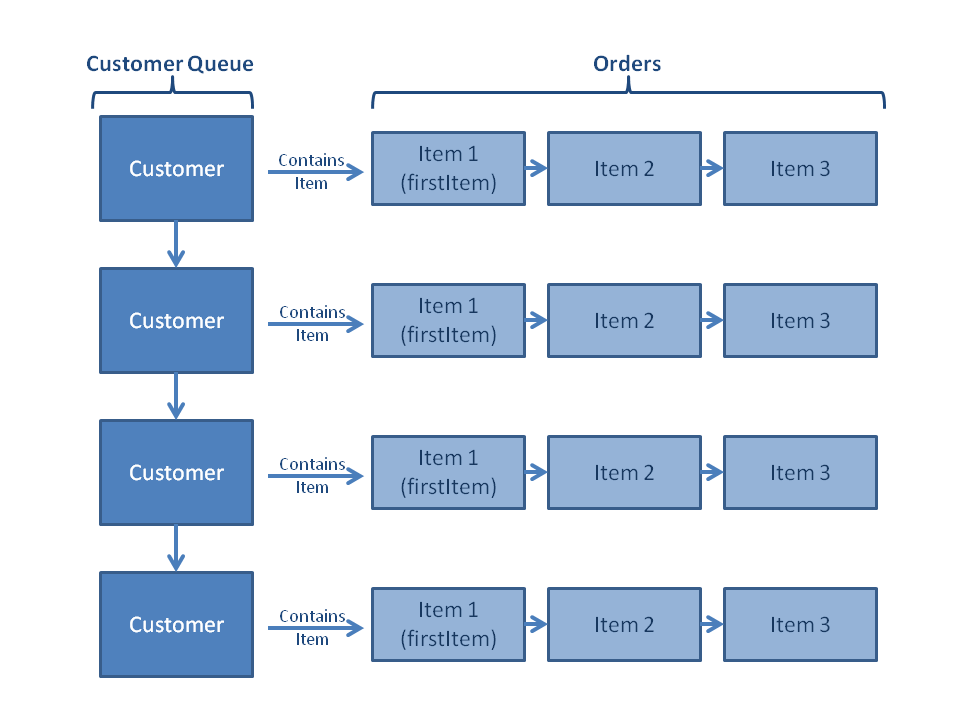 Customer Queue
Orders
Customer
Contains
Item
Item 1
(firstItem)
Item 2
Item 3
Customer
Contains
Item
Item 1
(firstItem)
Item 2
Item 3
Customer
Contains
Item
Item 1
(firstItem)
Item 2
Item 3
Customer
Contains
Item
Item 1
(firstItem)
Item 2
Item 3